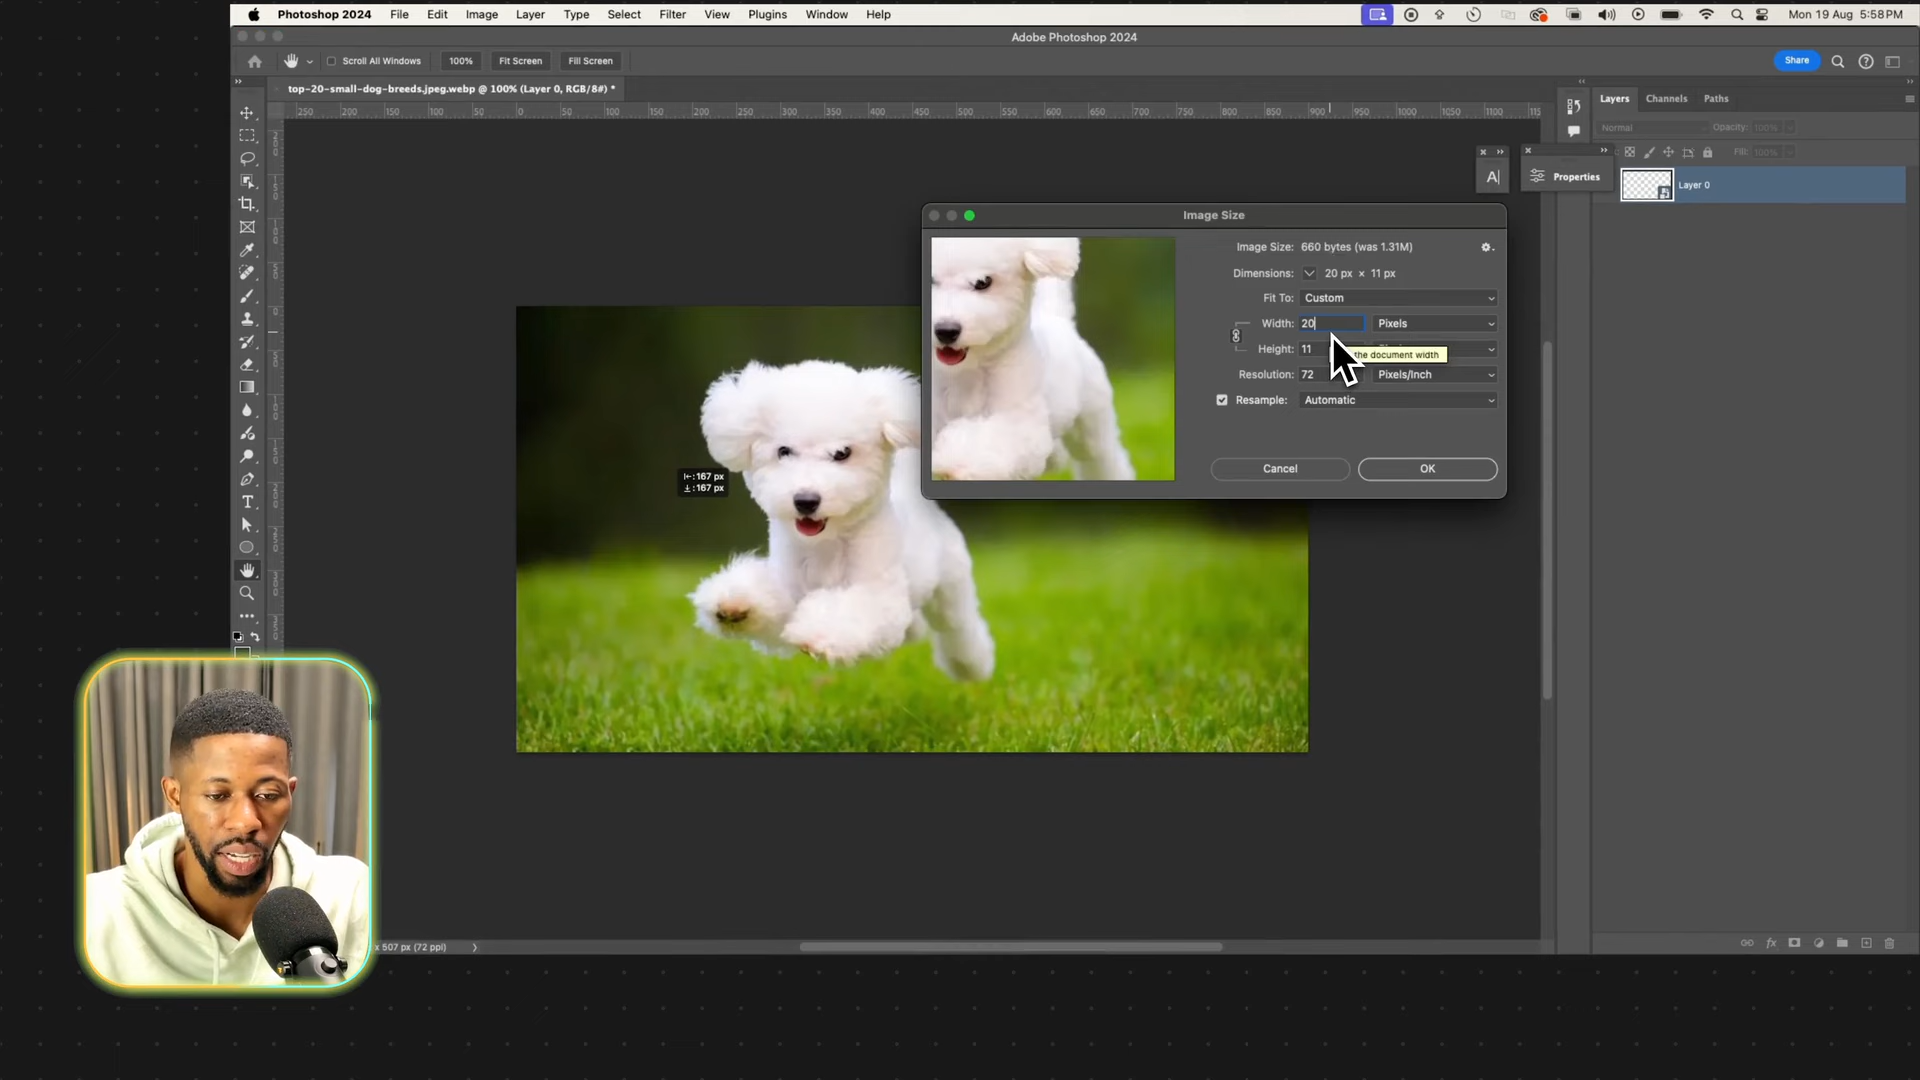 Photoshop 2024 File Edit Image Layer Type Select Filter View Plugins Window Help Mon 19 Aug 5:58 PM
Adobe Photoshop 2024
Scroll All Windows 100% Fit Screen Fill Screen Share
top-20-small-dog-breeds.jpeg.webp @ 100% (Layer 0, RGB/8#) *
250 200 150 100 50 0 50 100 150 200 250 300 350 400 450 500 550 600 650 700 750 800 850 900 950 1000 1050 1100
Layers Channels Paths
Normal Opacity: 100%
Fill: 100%
A|
Properties
Layer 0
Image Size
Image Size: 660 bytes (was 1.31M)
Dimensions: 20 px × 11 px
Fit To: Custom
Width: 20 Pixels
Height: 11
the document width
Resolution: 72 Pixels/Inch
Resample: Automatic
Cancel OK
:167 px
:167 px
x 507 px (72 ppi)
fx